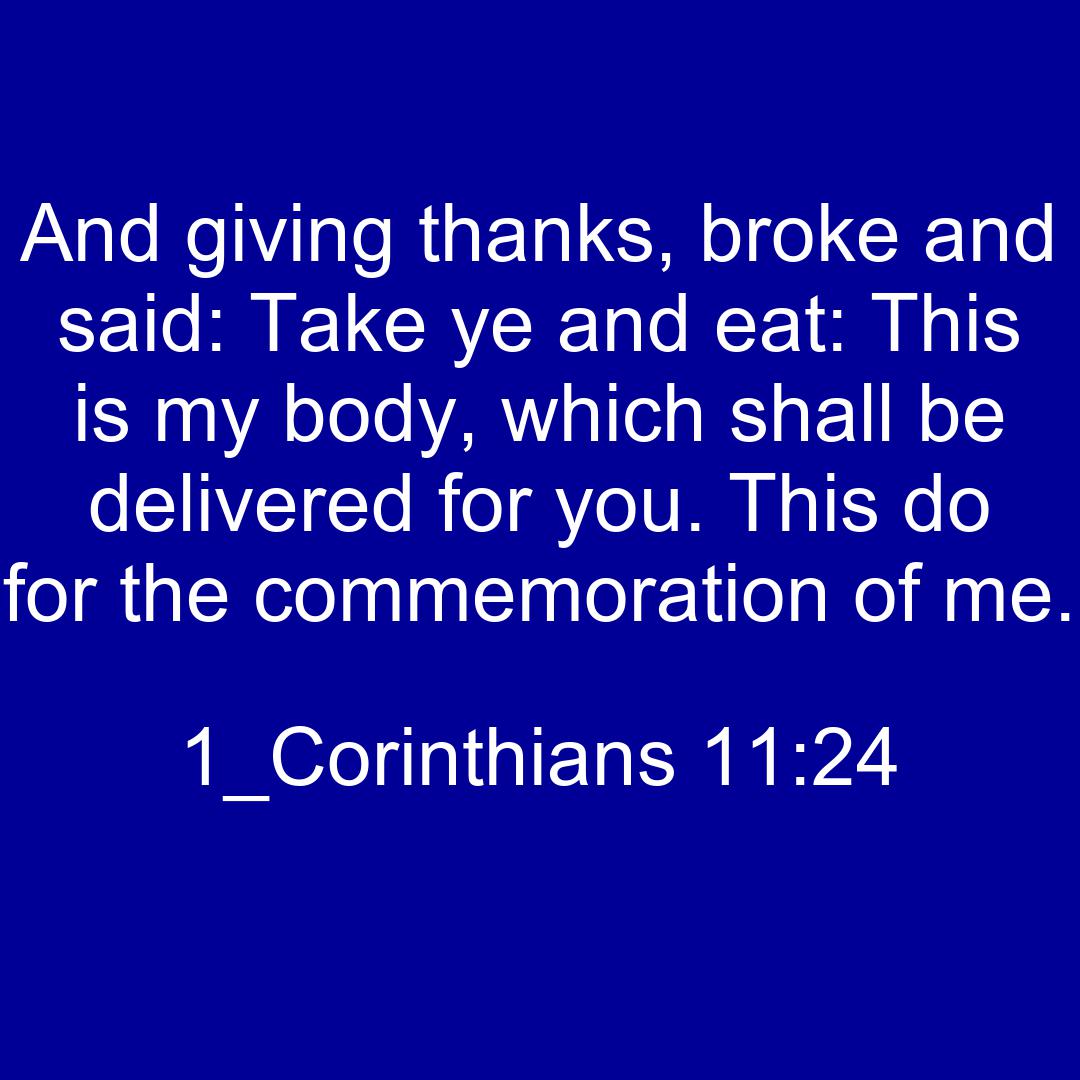 And giving thanks, broke and
said: Take ye and eat: This
is my body, which shall be
delivered for you. This do
for the commemoration of me.
1_Corinthians 11:24